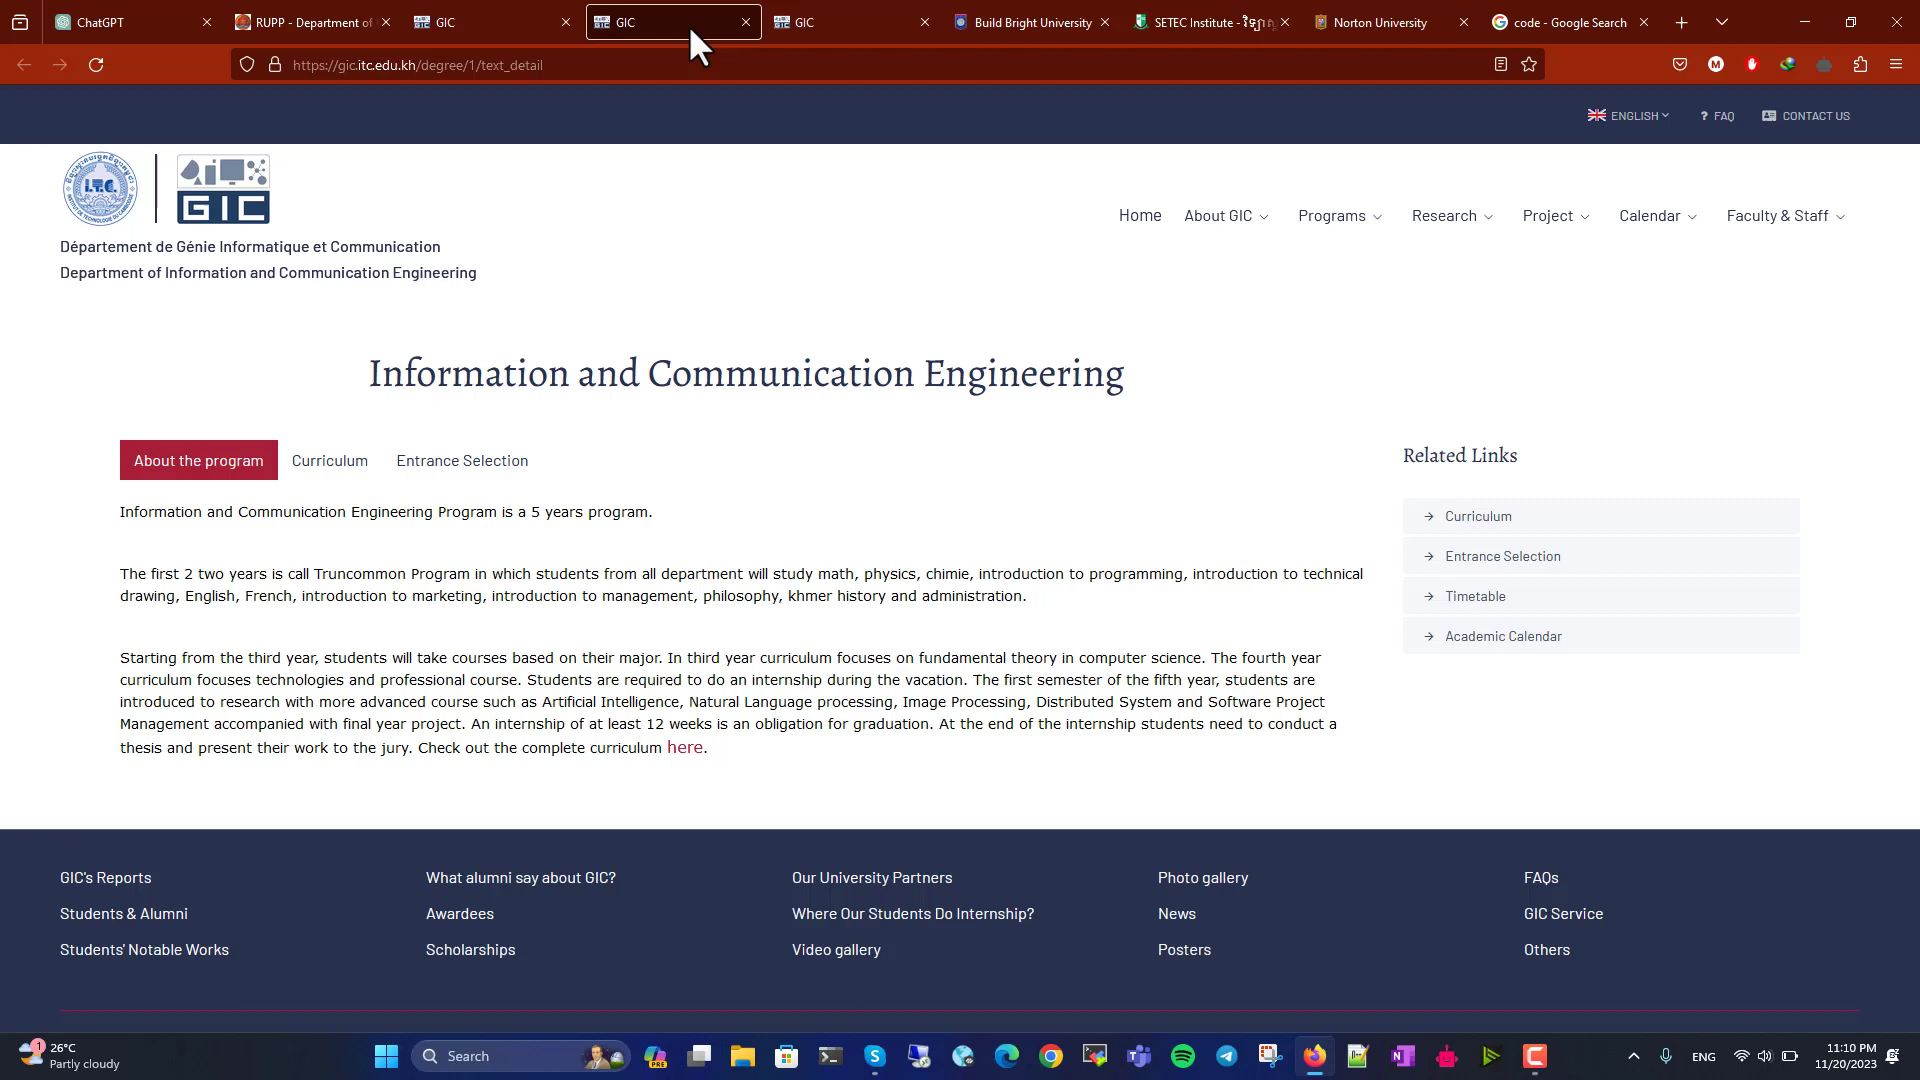 ChatGPT
RUPP - Department of
GIC
GIC
GIC
Build Bright University
SETEC Institute -
Norton University
code - Google Search
https://gic.itc.edu.kh/degree/1/text_detail
ENGLISH
? FAQ
CONTACT US
I.T.C.
GIC
Home
About GIC
Programs
Research
Project
Calendar
Faculty & Staff
Département de Génie Informatique et Communication
Department of Information and Communication Engineering
Information and Communication Engineering
About the program
Curriculum
Entrance Selection
Information and Communication Engineering Program is a 5 years program.
The first 2 two years is call Truncommon Program in which students from all department will study math, physics, chimie, introduction to programming, introduction to technical
drawing, English, French, introduction to marketing, introduction to management, philosophy, khmer history and administration.
Starting from the third year, students will take courses based on their major. In third year curriculum focuses on fundamental theory in computer science. The fourth year
curriculum focuses technologies and professional course. Students are required to do an internship during the vacation. The first semester of the fifth year, students are
introduced to research with more advanced course such as Artificial Intelligence, Natural Language processing, Image Processing, Distributed System and Software Project
Management accompanied with final year project. An internship of at least 12 weeks is an obligation for graduation. At the end of the internship students need to conduct a
thesis and present their work to the jury. Check out the complete curriculum here.
Related Links
Curriculum
Entrance Selection
Timetable
Academic Calendar
GIC's Reports
Students & Alumni
Students' Notable Works
What alumni say about GIC?
Awardees
Scholarships
Our University Partners
Where Our Students Do Internship?
Video gallery
Photo gallery
News
Posters
FAQs
GIC Service
Others
1
26°C
Partly cloudy
Search
PRE
ENG
11:10 PM
11/20/2023